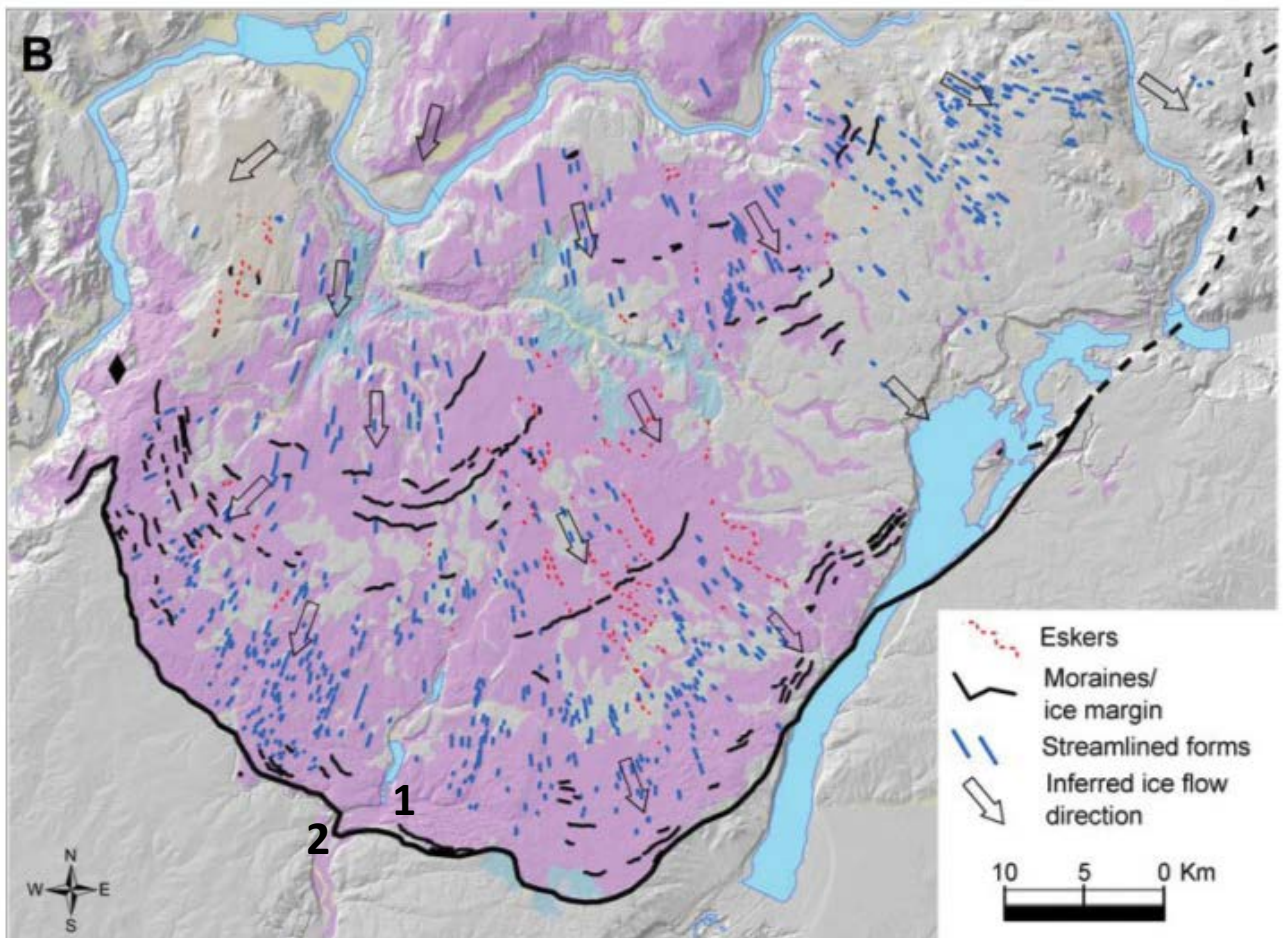 B
1
2
N
W E
S
Eskers
Moraines/
ice margin
Streamlined forms
Inferred ice flow
direction
10 5 0 Km